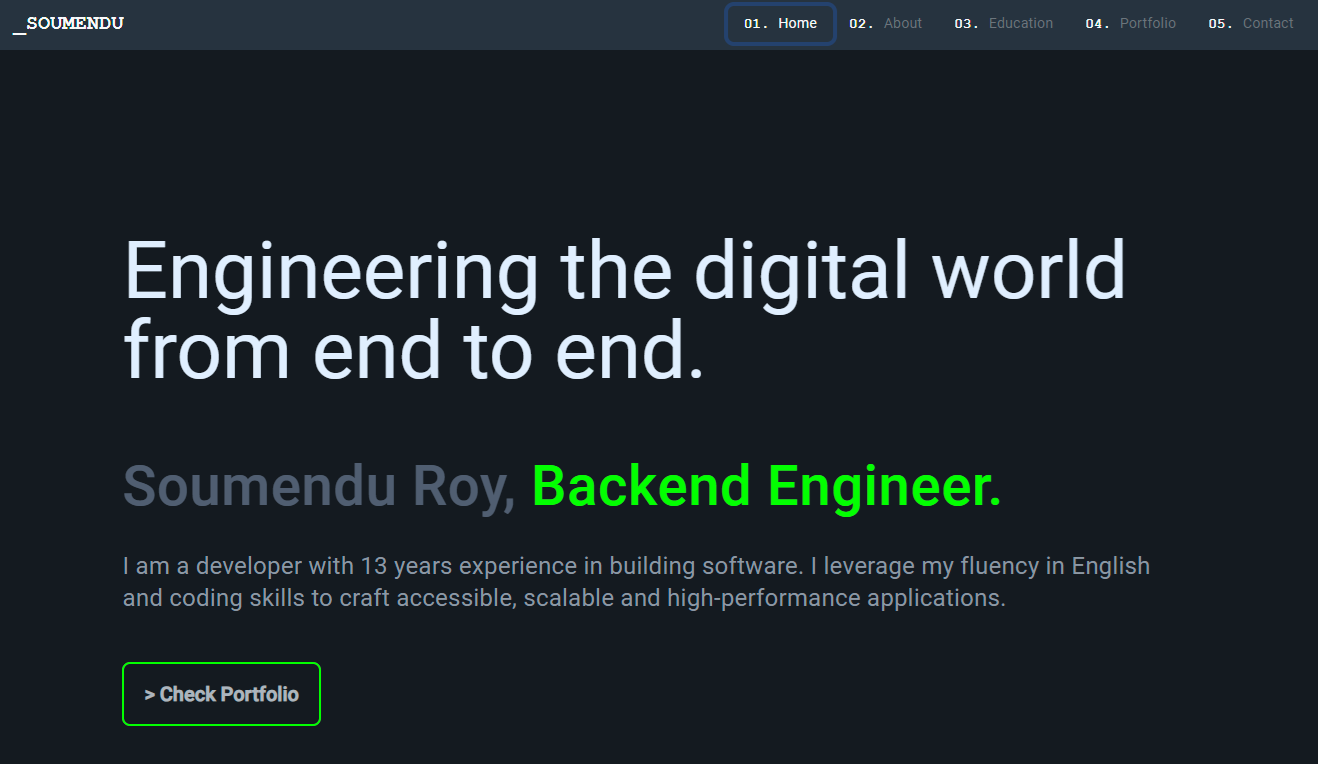 _SOUMENDU
01. Home 02. About 03. Education 04. Portfolio 05. Contact
Engineering the digital world
from end to end.
Soumendu Roy, Backend Engineer.
I am a developer with 13 years experience in building software. I leverage my fluency in English
and coding skills to craft accessible, scalable and high-performance applications.
> Check Portfolio